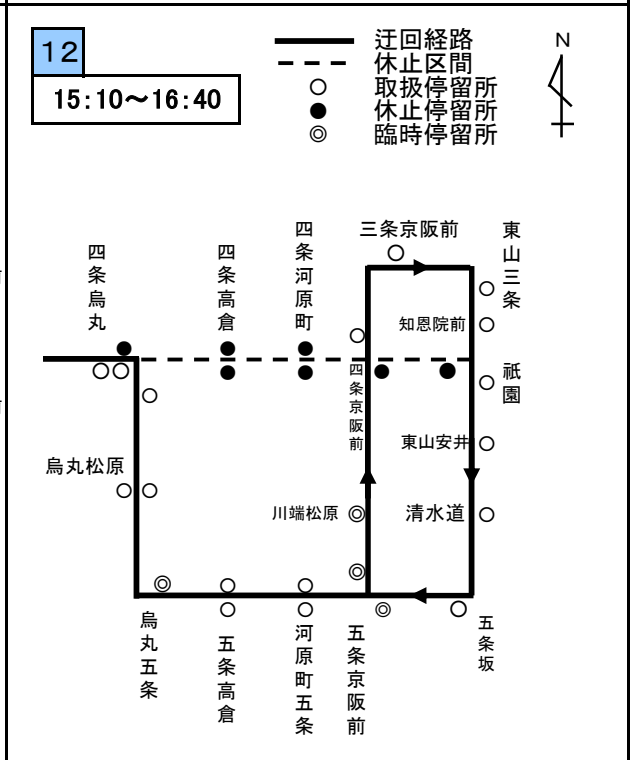 12
15:10～16:40
迂回経路
休止区間
取扱停留所
休止停留所
臨時停留所
N
四条烏丸
四条高倉
四条河原町
三条京阪前
東山三条
知恩院前
四条京阪前
祇園
東山安井
烏丸松原
川端松原
清水道
烏丸五条
五条高倉
河原町五条
五条京阪前
五条坂